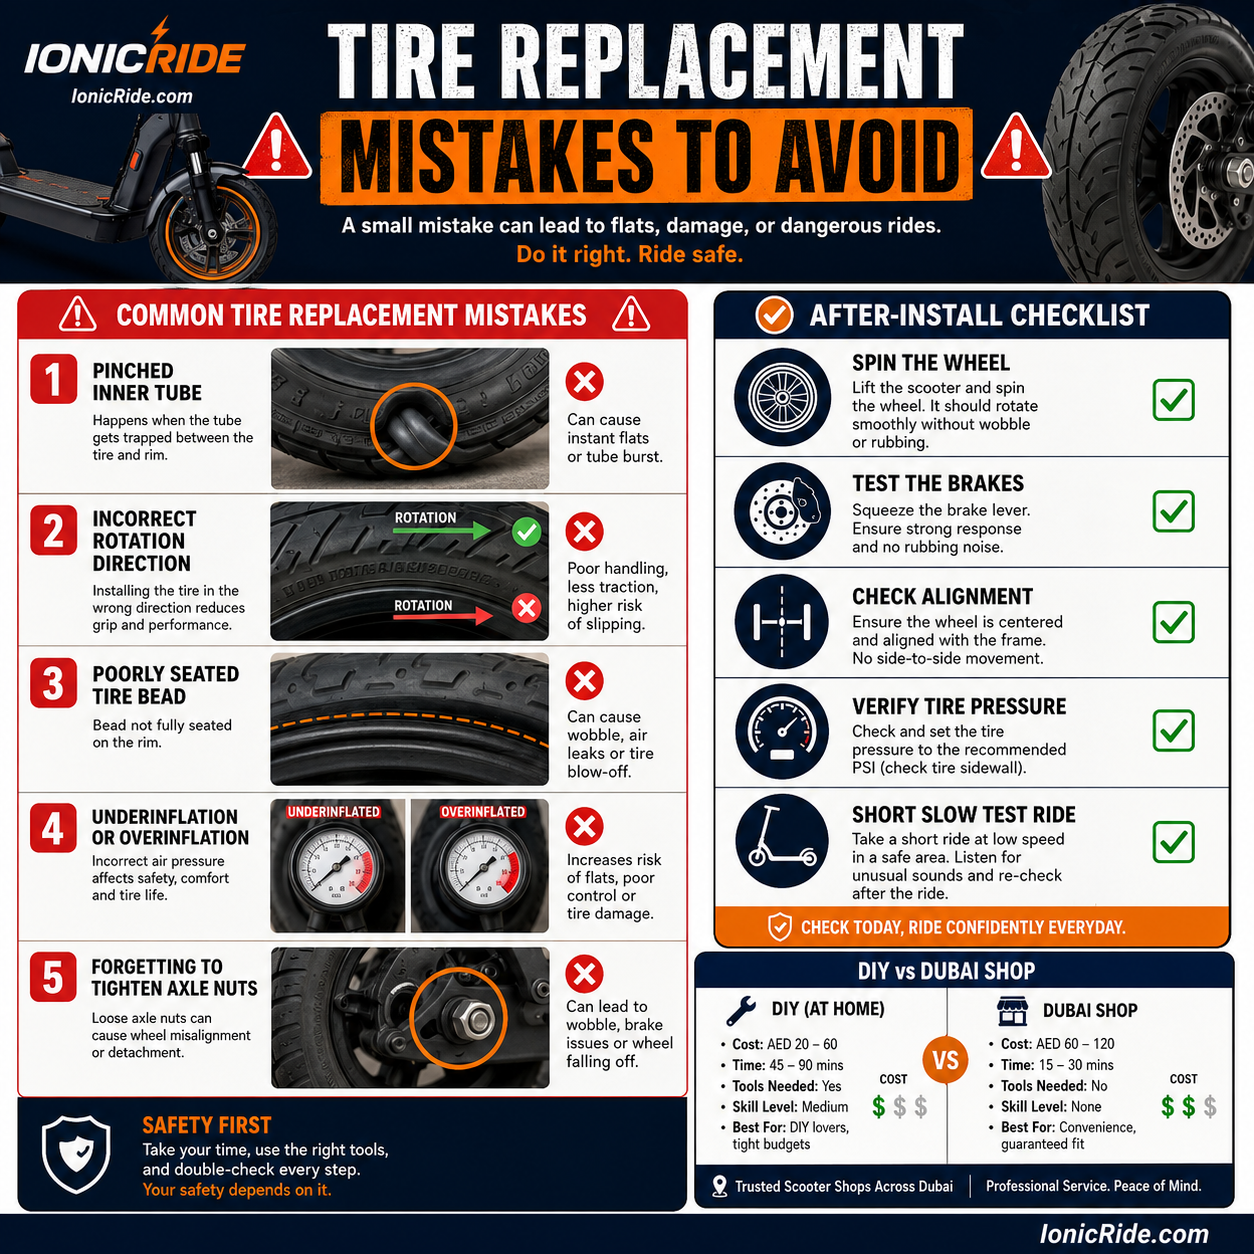 IONICRIDE
IonicRide.com
TIRE REPLACEMENT
MISTAKES TO AVOID
A small mistake can lead to flats, damage, or dangerous rides.
Do it right. Ride safe.
COMMON TIRE REPLACEMENT MISTAKES
1
PINCHED
INNER TUBE
Happens when the tube
gets trapped between the
tire and rim.
Can cause
instant flats
or tube burst.
2
INCORRECT
ROTATION
DIRECTION
Installing the tire in the
wrong direction reduces
grip and performance.
ROTATION
ROTATION
Poor handling,
less traction,
higher risk
of slipping.
3
POORLY SEATED
TIRE BEAD
Bead not fully seated
on the rim.
Can cause
wobble, air
leaks or tire
blow-off.
4
UNDERINFLATION
OR OVERINFLATION
Incorrect air pressure
affects safety, comfort
and tire life.
UNDERINFLATED
OVERINFLATED
Increases risk
of flats, poor
control or
tire damage.
5
FORGETTING TO
TIGHTEN AXLE NUTS
Loose axle nuts can
cause wheel misalignment
or detachment.
Can lead to
wobble, brake
issues or wheel
falling off.
SAFETY FIRST
Take your time, use the right tools,
and double-check every step.
Your safety depends on it.
AFTER-INSTALL CHECKLIST
SPIN THE WHEEL
Lift the scooter and spin
the wheel. It should rotate
smoothly without wobble
or rubbing.
TEST THE BRAKES
Squeeze the brake lever.
Ensure strong response
and no rubbing noise.
CHECK ALIGNMENT
Ensure the wheel is centered
and aligned with the frame.
No side-to-side movement.
VERIFY TIRE PRESSURE
Check and set the tire
pressure to the recommended
PSI (check tire sidewall).
SHORT SLOW TEST RIDE
Take a short ride at low speed
in a safe area. Listen for
unusual sounds and re-check
after the ride.
CHECK TODAY, RIDE CONFIDENTLY EVERYDAY.
DIY vs DUBAI SHOP
DIY (AT HOME)
• Cost: AED 20 – 60
• Time: 45 – 90 mins
• Tools Needed: Yes
• Skill Level: Medium
• Best For: DIY lovers,
tight budgets
COST
$ $ $
VS
DUBAI SHOP
• Cost: AED 60 – 120
• Time: 15 – 30 mins
• Tools Needed: No
• Skill Level: None
• Best For: Convenience,
guaranteed fit
COST
$ $ $
Trusted Scooter Shops Across Dubai
Professional Service. Peace of Mind.
IonicRide.com